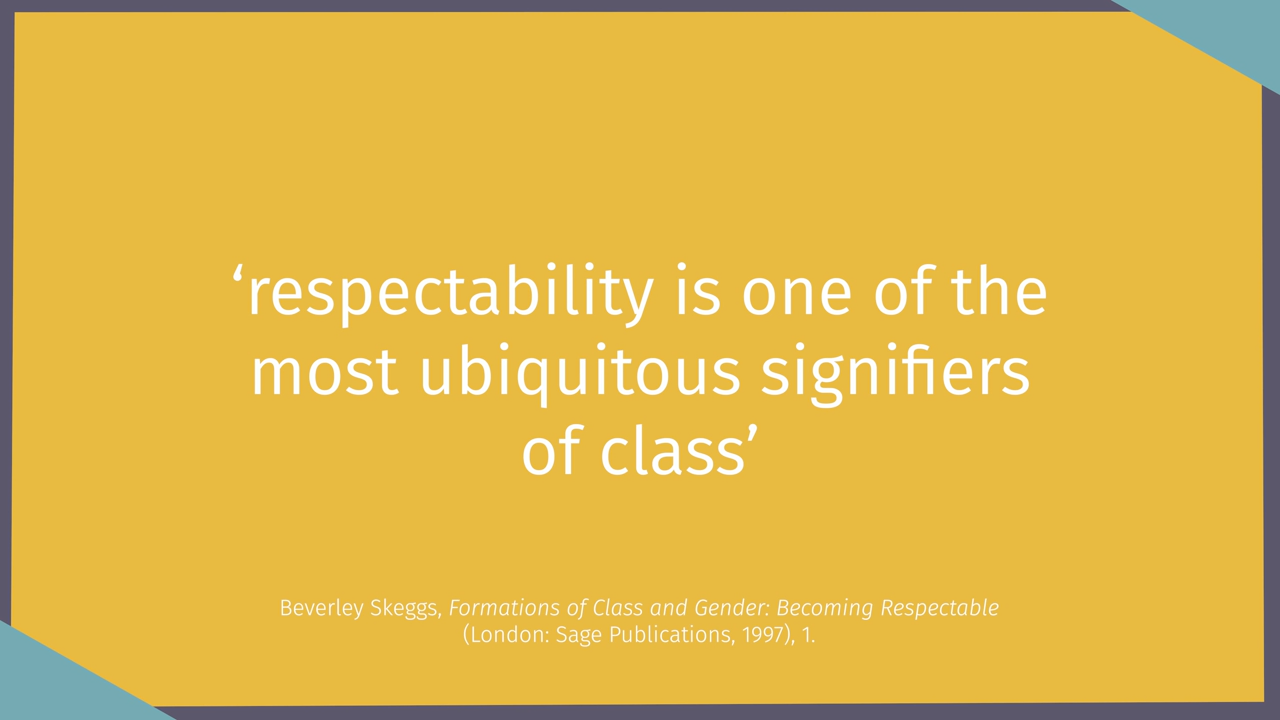 ‘respectability is one of the
most ubiquitous signifiers
of class’
Beverley Skeggs, Formations of Class and Gender: Becoming Respectable
(London: Sage Publications, 1997), 1.